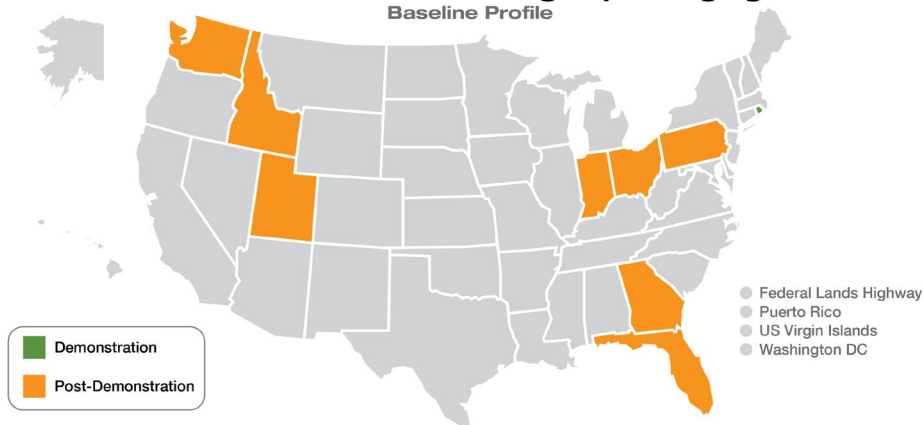 Baseline Profile
Federal Lands Highway
Puerto Rico
US Virgin Islands
Washington DC
Demonstration
Post-Demonstration